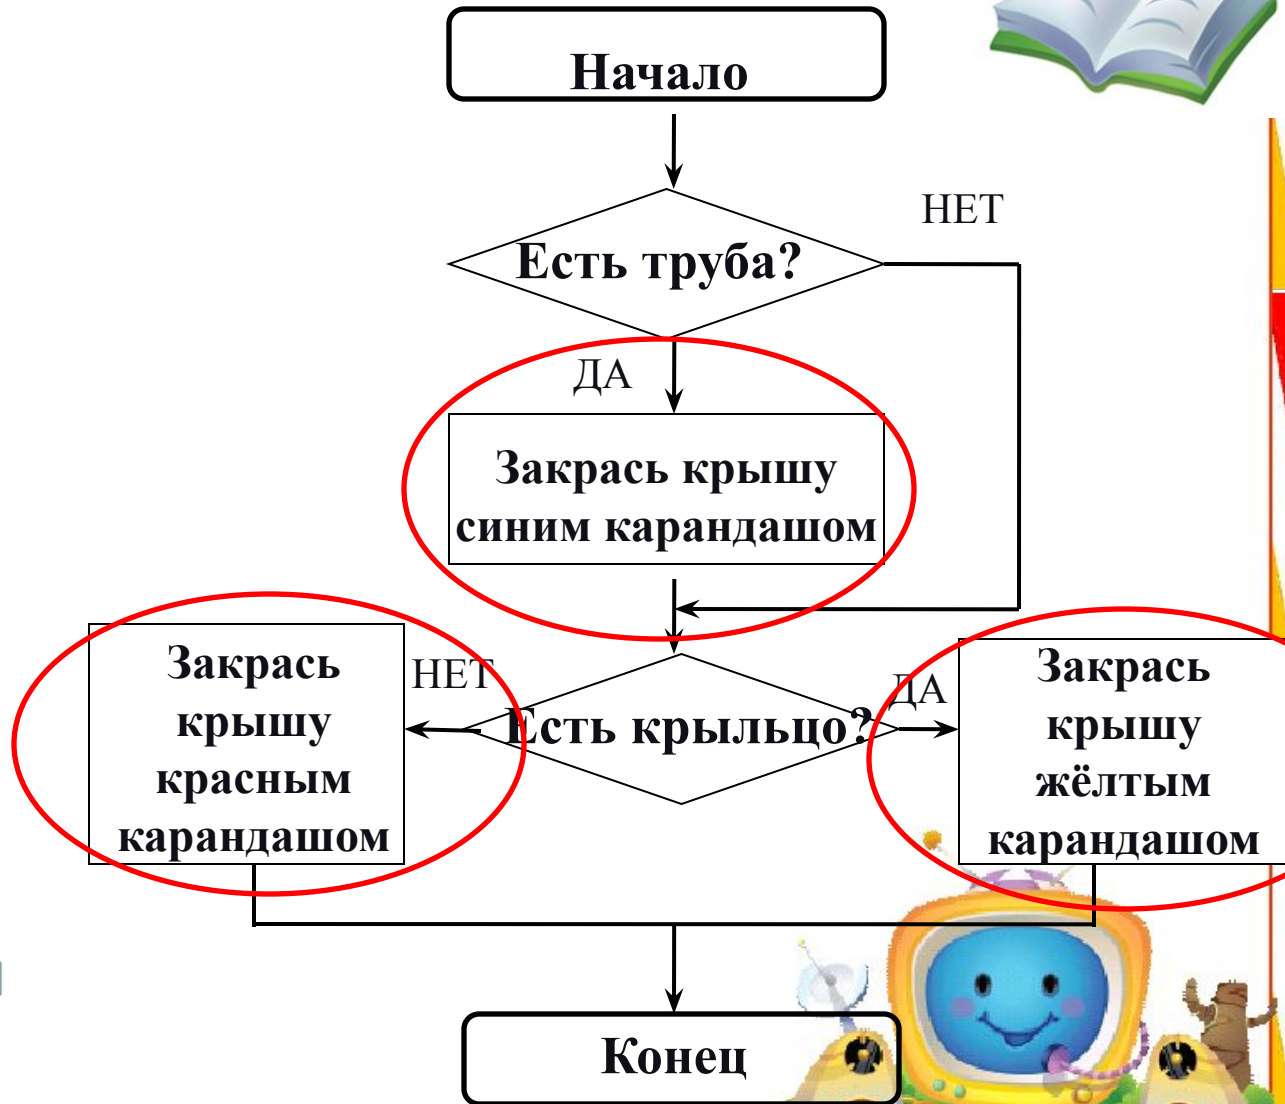 Начало
НЕТ
Есть труба?
ДА
Закрась крышу
синим карандашом
Закрась
крышу
красным
карандашом
НЕТ
Есть крыльцо?
ДА
Закрась
крышу
жёлтым
карандашом
Конец